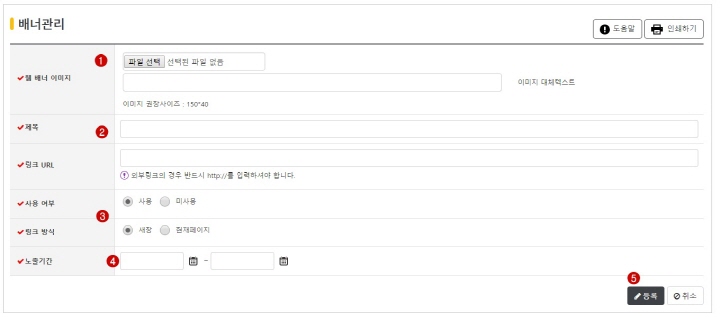 배너관리
도움말 인쇄하기
1
웹 배너 이미지
파일 선택 선택된 파일 없음
이미지 대체텍스트
이미지 권장사이즈 : 150*40
제목
2
링크 URL
외부링크의 경우 반드시 http://를 입력하셔야 합니다.
사용 여부
사용 미사용
3
링크 방식
새창 현재페이지
노출기간
4
~
5
등록 취소